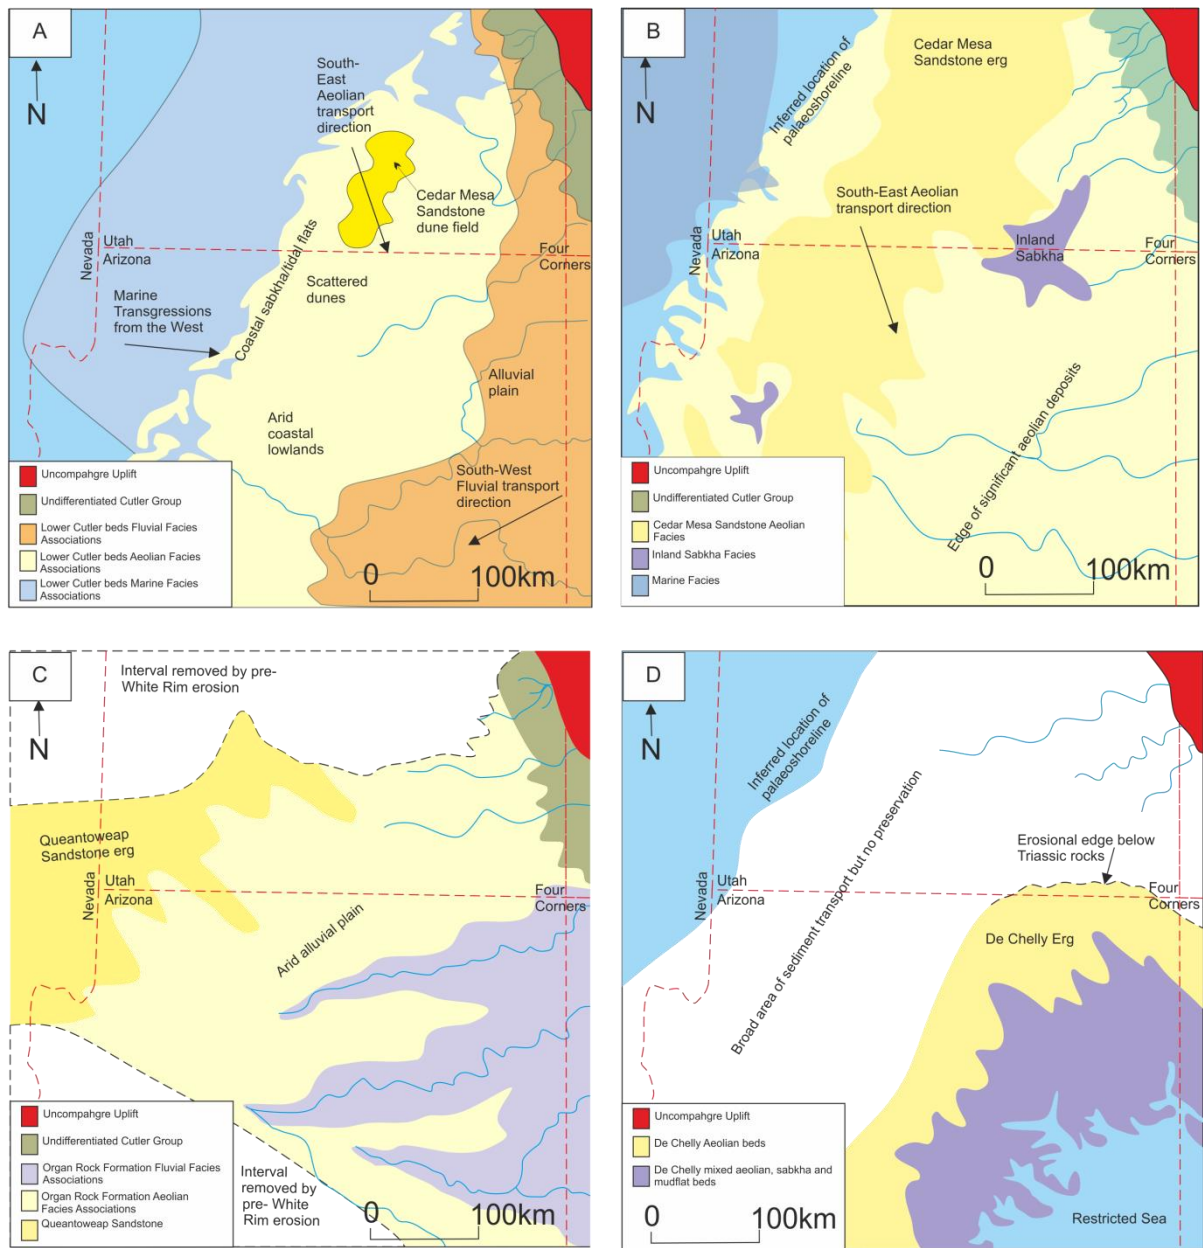 A
N
South-
East
Aeolian
transport
direction
Cedar Mesa
Sandstone
dune field
Nevada
Utah
Arizona
Four
Corners
Coastal sabkha/tidal flats
Scattered
dunes
Marine
Transgressions
from the West
Alluvial
plain
Arid
coastal
lowlands
South-West
Fluvial transport
direction
Uncompahgre Uplift
Undifferentiated Cutler Group
Lower Cutler beds Fluvial Facies
Associations
Lower Cutler beds Aeolian Facies
Associations
Lower Cutler beds Marine Facies
Associations
0 100km
B
N
Inferred location of
palaeoshoreline
Cedar Mesa
Sandstone erg
South-East Aeolian
transport direction
Nevada
Utah
Arizona
Inland
Sabkha
Four
Corners
Edge of significant aeolian deposits
Uncompahgre Uplift
Undifferentiated Cutler Group
Cedar Mesa Sandstone Aeolian
Facies
Inland Sabkha Facies
Marine Facies
0 100km
C
N
Interval removed by pre-
White Rim erosion
Queantoweap
Sandstone erg
Nevada
Utah
Arizona
Four
Corners
Arid alluvial plain
Uncompahgre Uplift
Undifferentiated Cutler Group
Organ Rock Formation Fluvial Facies
Associations
Organ Rock Formation Aeolian
Facies Associations
Queantoweap Sandstone
Interval
removed by
pre- White
Rim erosion
0 100km
D
N
Inferred location of
palaeoshoreline
Broad area of sediment transport but no preservation
Erosional edge below
Triassic rocks
Nevada
Utah
Arizona
Four
Corners
De Chelly Erg
Uncompahgre Uplift
De Chelly Aeolian beds
De Chelly mixed aeolian, sabkha and
mudflat beds
0 100km
Restricted Sea